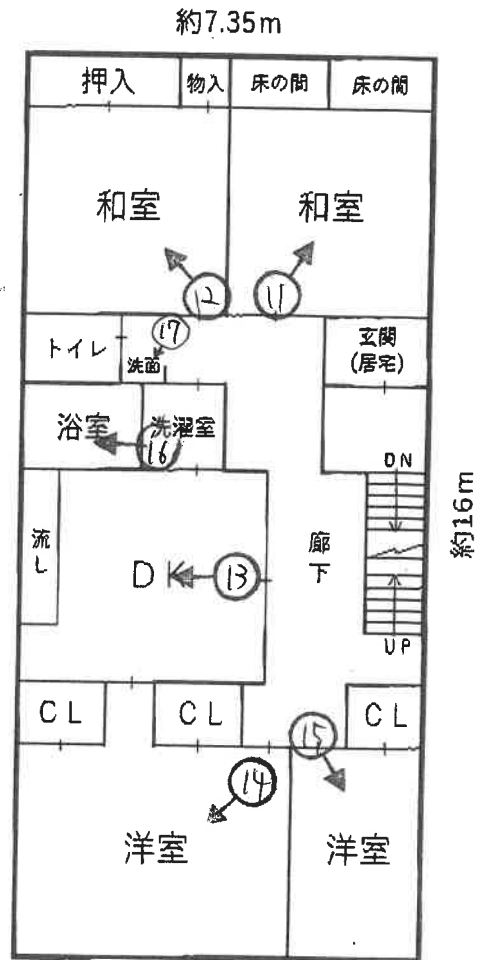 約7.35m
押入
物入
床の間
床の間
和室
和室
12
11
トイレ
17
洗面
玄関
(居宅)
浴室
洗濯室
16
DN
流し
DK
13
廊下
約16m
UP
CL
CL
CL
15
14
洋室
洋室